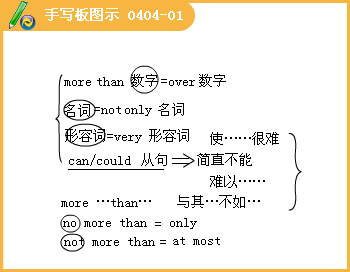 手写板图示 0404-01
more than 数字=over 数字
名词=not only 名词
形容词=very 形容词 使……很难
can/could 从句 ⇒ 简直不能
难以……
more …than… 与其…不如…
no more than = only
not more than = at most